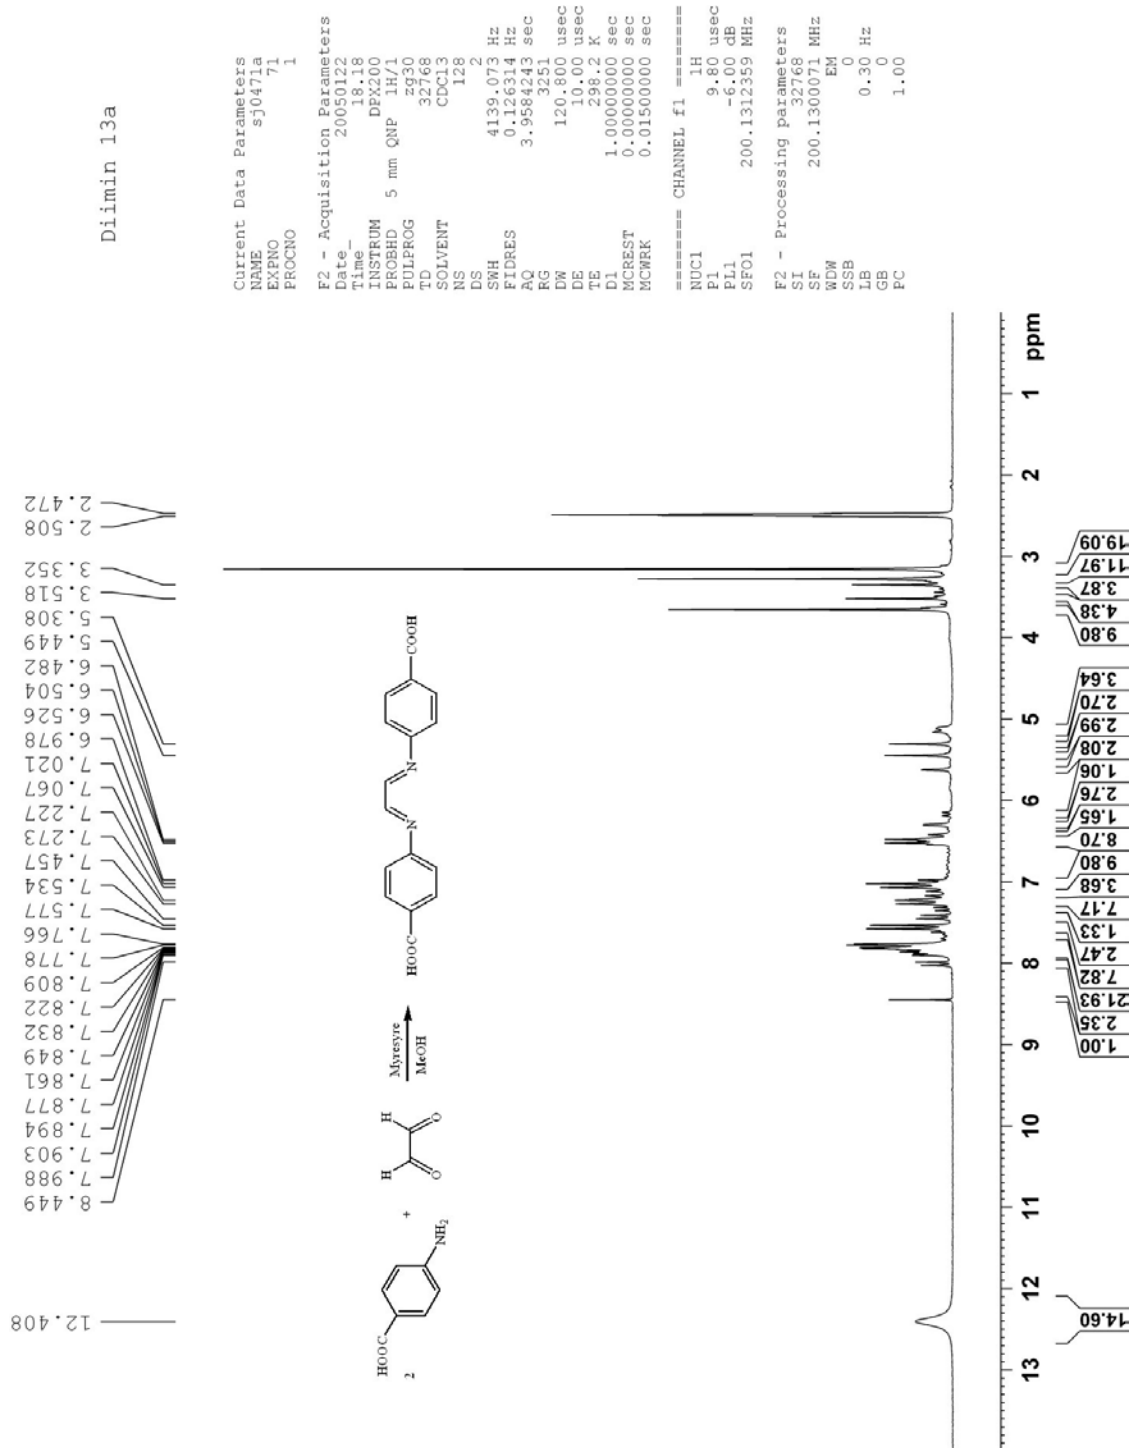 Diimin 13a
Current Data Parameters
NAME sj0471a
EXPNO 71
PROCNO 1
F2 - Acquisition Parameters
Date_ 20050122
Time 18.18
INSTRUM DPX200
PROBHD 5 mm QNP 1H/1
PULPROG zg30
TD 32768
SOLVENT CDCl3
NS 128
DS 2
SWH 4139.073 Hz
FIDRES 0.126314 Hz
AQ 3.9584243 sec
RG 3251
DW 120.800 usec
DE 10.00 usec
TE 298.2 K
D1 1.00000000 sec
MCREST 0.00000000 sec
MCWRK 0.01500000 sec
======== CHANNEL f1 ========
NUC1 1H
P1 9.80 usec
PL1 -6.00 dB
SFO1 200.1312359 MHz
F2 - Processing parameters
SI 32768
SF 200.1300071 MHz
WDW EM
SSB 0
LB 0.30 Hz
GB 0
PC 1.00
12.408
8.449
7.988
7.903
7.894
7.877
7.861
7.849
7.832
7.822
7.809
7.778
7.766
7.577
7.534
7.457
7.273
7.227
7.067
7.021
6.978
6.526
6.504
6.482
5.449
5.308
3.518
3.352
2.508
2.472
HOOC
2
NH2
+
H
H
O
O
Myresyre
MeOH
HOOC
N
N
COOH
13 12 11 10 9 8 7 6 5 4 3 2 1 ppm
14.60
1.00
2.35
21.93
7.82
2.47
1.33
7.17
3.68
9.80
8.70
1.65
2.76
1.06
2.08
2.99
2.70
3.64
9.80
4.38
3.87
11.97
19.09